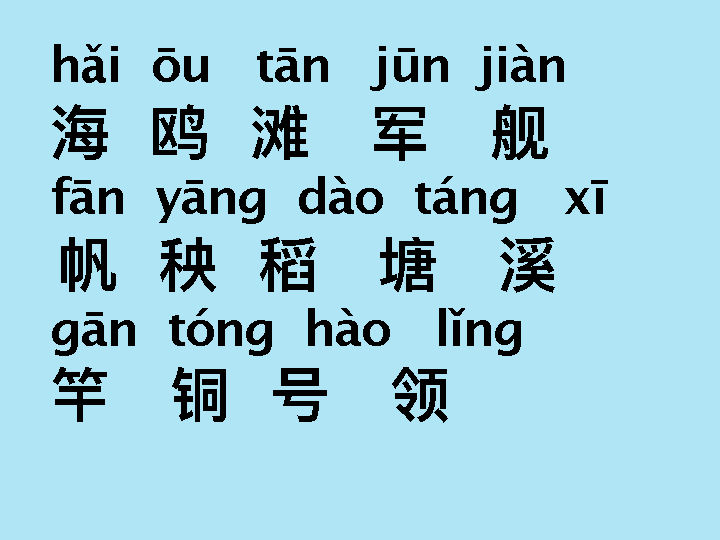 hǎi ōu tān jūn jiàn
海 鸥 滩 军 舰
fān yāng dào táng xī
帆 秧 稻 塘 溪
gān tóng hào lǐng
竿 铜 号 领